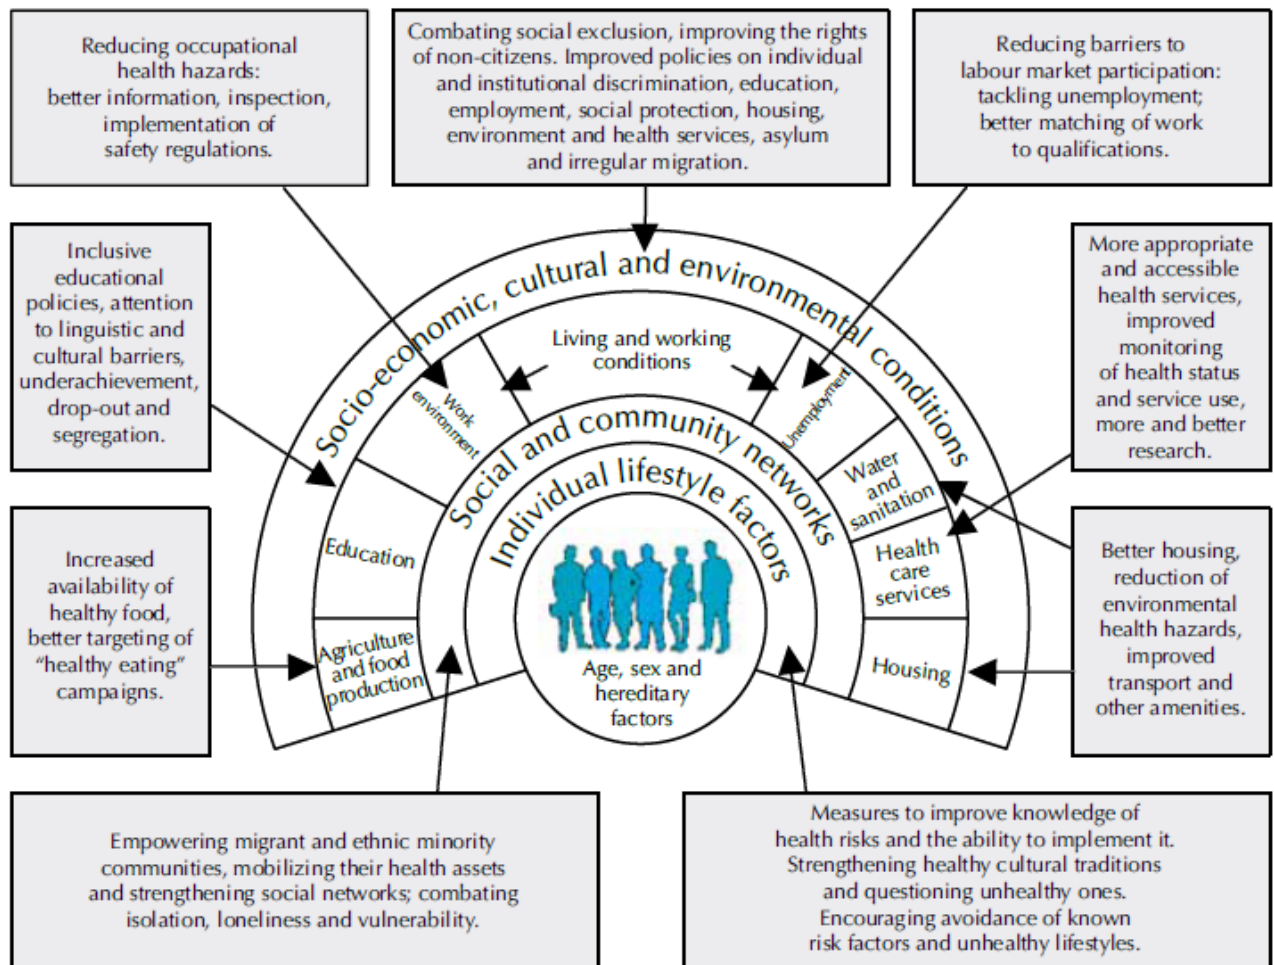 Reducing occupational
health hazards:
better information, inspection,
implementation of
safety regulations.
Combating social exclusion, improving the rights
of non-citizens. Improved policies on individual
and institutional discrimination, education,
employment, social protection, housing,
environment and health services, asylum
and irregular migration.
Reducing barriers to
labour market participation:
tackling unemployment;
better matching of work
to qualifications.
Inclusive
educational
policies, attention
to linguistic and
cultural barriers,
underachievement,
drop-out and
segregation.
More appropriate
and accessible
health services,
improved
monitoring
of health status
and service use,
more and better
research.
Socio-economic, cultural and environmental conditions
Living and working
conditions
Work
environment
Unemployment
Social and community networks
Individual lifestyle factors
Water
and
sanitation
Education
Health
care
services
Agriculture
and food
production
Housing
Age, sex and
hereditary
factors
Increased
availability of
healthy food,
better targeting of
“healthy eating”
campaigns.
Better housing,
reduction of
environmental
health hazards,
improved
transport and
other amenities.
Empowering migrant and ethnic minority
communities, mobilizing their health assets
and strengthening social networks; combating
isolation, loneliness and vulnerability.
Measures to improve knowledge of
health risks and the ability to implement it.
Strengthening healthy cultural traditions
and questioning unhealthy ones.
Encouraging avoidance of known
risk factors and unhealthy lifestyles.